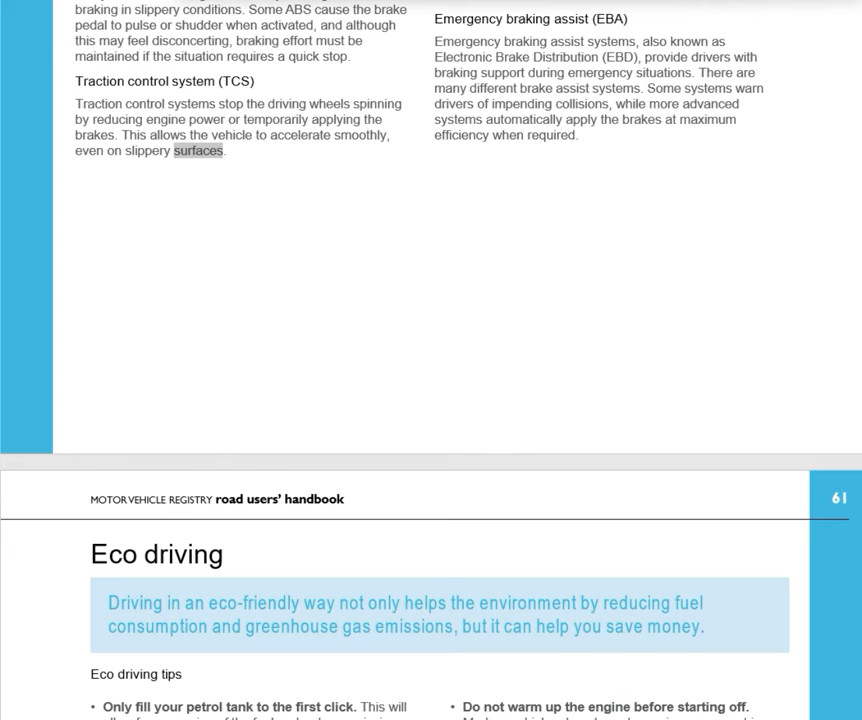 braking in slippery conditions. Some ABS cause the brake
pedal to pulse or shudder when activated, and although
this may feel disconcerting, braking effort must be
maintained if the situation requires a quick stop.
Traction control system (TCS)
Traction control systems stop the driving wheels spinning
by reducing engine power or temporarily applying the
brakes. This allows the vehicle to accelerate smoothly,
even on slippery surfaces.
Emergency braking assist (EBA)
Emergency braking assist systems, also known as
Electronic Brake Distribution (EBD), provide drivers with
braking support during emergency situations. There are
many different brake assist systems. Some systems warn
drivers of impending collisions, while more advanced
systems automatically apply the brakes at maximum
efficiency when required.
MOTOR VEHICLE REGISTRY road users' handbook
61
Eco driving
Driving in an eco-friendly way not only helps the environment by reducing fuel
consumption and greenhouse gas emissions, but it can help you save money.
Eco driving tips
• Only fill your petrol tank to the first click. This will
• Do not warm up the engine before starting off.